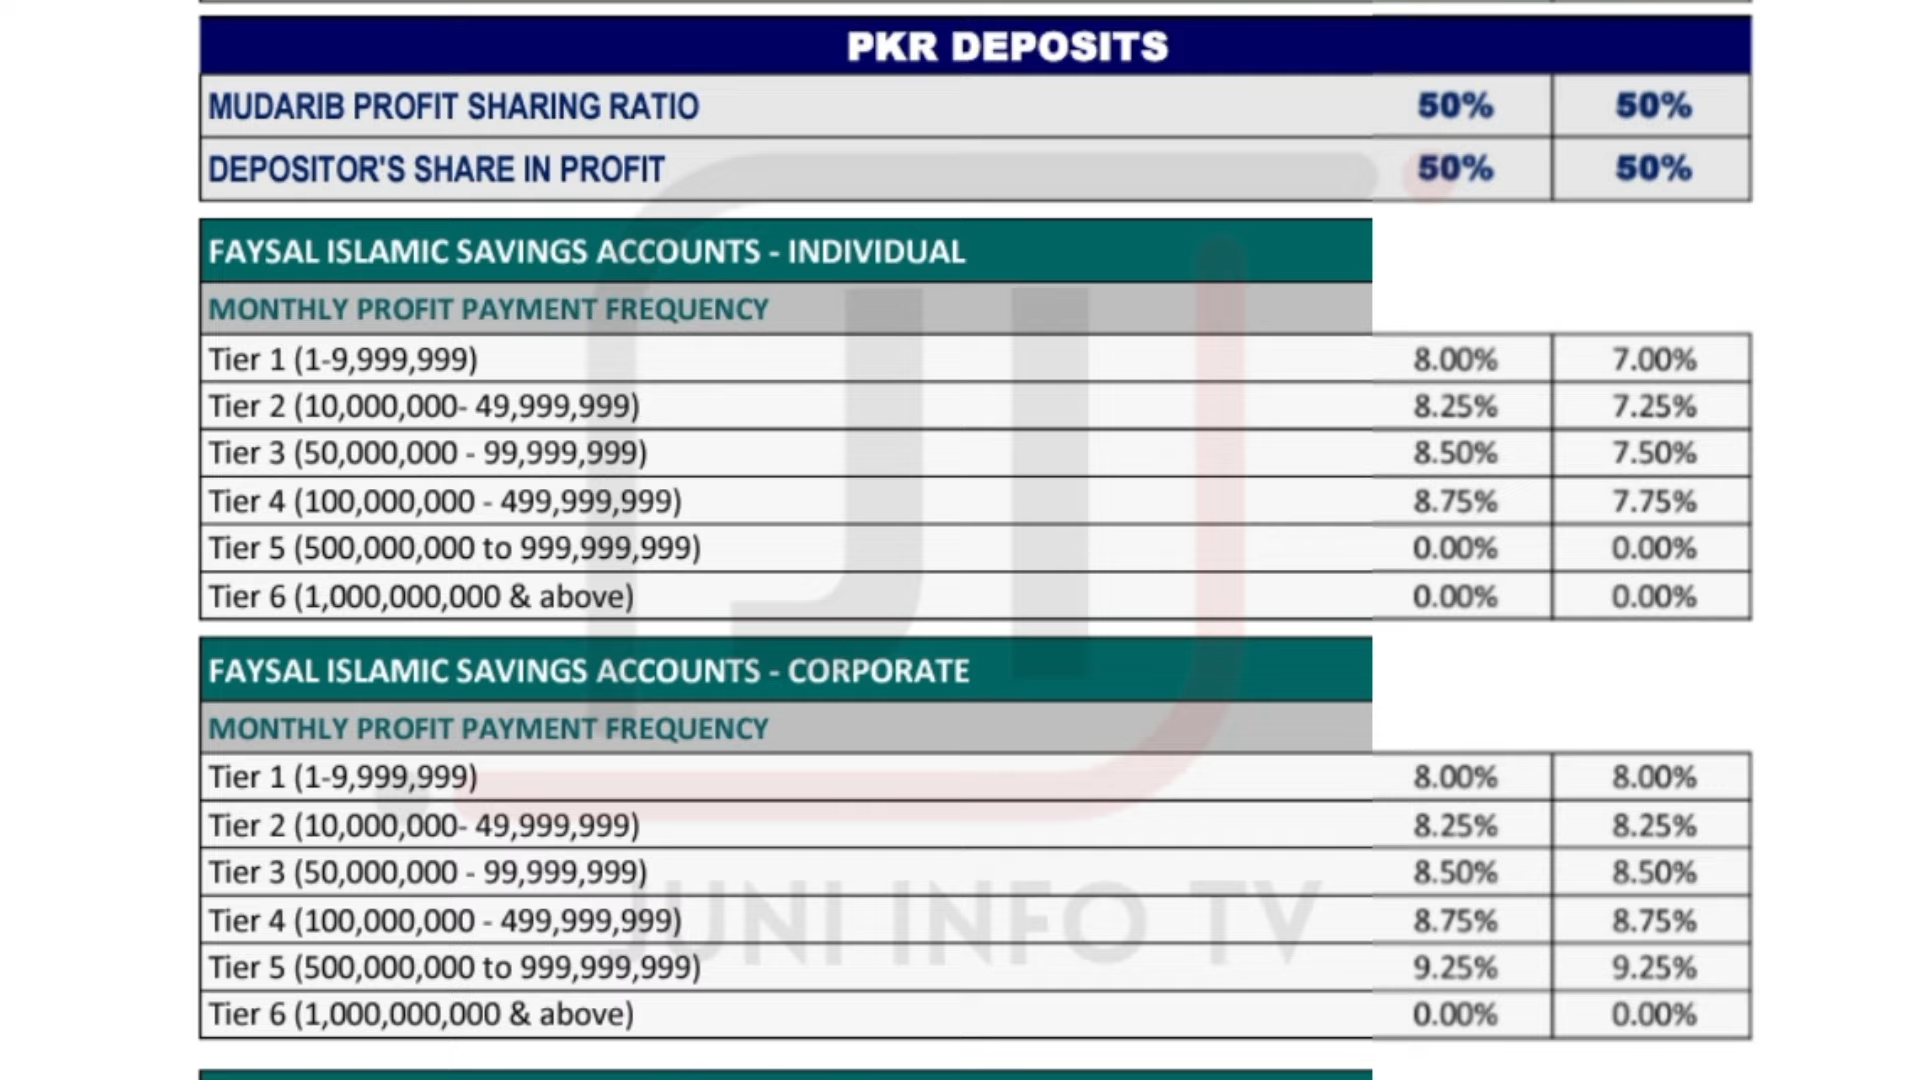 PKR DEPOSITS
MUDARIB PROFIT SHARING RATIO 50% 50%
DEPOSITOR'S SHARE IN PROFIT 50% 50%
FAYSAL ISLAMIC SAVINGS ACCOUNTS - INDIVIDUAL
MONTHLY PROFIT PAYMENT FREQUENCY
Tier 1 (1-9,999,999) 8.00% 7.00%
Tier 2 (10,000,000- 49,999,999) 8.25% 7.25%
Tier 3 (50,000,000 - 99,999,999) 8.50% 7.50%
Tier 4 (100,000,000 - 499,999,999) 8.75% 7.75%
Tier 5 (500,000,000 to 999,999,999) 0.00% 0.00%
Tier 6 (1,000,000,000 & above) 0.00% 0.00%
FAYSAL ISLAMIC SAVINGS ACCOUNTS - CORPORATE
MONTHLY PROFIT PAYMENT FREQUENCY
Tier 1 (1-9,999,999) 8.00% 8.00%
Tier 2 (10,000,000- 49,999,999) 8.25% 8.25%
Tier 3 (50,000,000 - 99,999,999) 8.50% 8.50%
Tier 4 (100,000,000 - 499,999,999) 8.75% 8.75%
Tier 5 (500,000,000 to 999,999,999) 9.25% 9.25%
Tier 6 (1,000,000,000 & above) 0.00% 0.00%
JUNI INFO TV